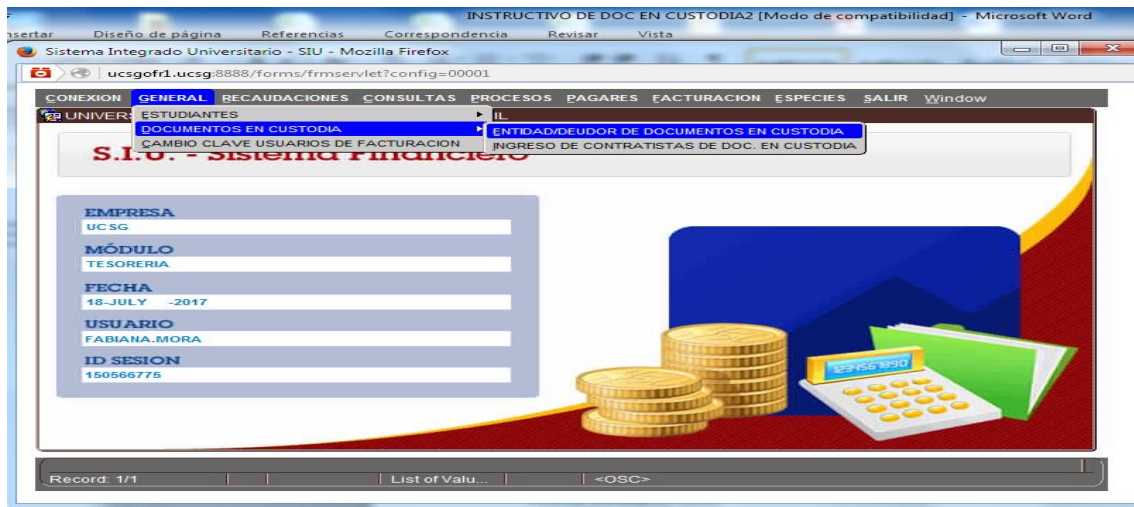 INSTRUCTIVO DE DOC EN CUSTODIA2 [Modo de compatibilidad] - Microsoft Word
nsertar Diseño de página Referencias Correspondencia Revisar Vista
Sistema Integrado Universitario - SIU - Mozilla Firefox
ucsgofr1.ucsg:8888/forms/frmservlet?config=00001
CONEXION GENERAL RECAUDACIONES CONSULTAS PROCESOS PAGARES FACTURACION ESPECIES SALIR Window
UNIVER ESTUDIANTES IL
DOCUMENTOS EN CUSTODIA ENTIDAD/DEUDOR DE DOCUMENTOS EN CUSTODIA
CAMBIO CLAVE USUARIOS DE FACTURACION INGRESO DE CONTRATISTAS DE DOC. EN CUSTODIA
S.I.U. - Sistema Financiero
EMPRESA
UCSG
MÓDULO
TESORERIA
FECHA
18-JULY -2017
USUARIO
FABIANA.MORA
ID SESION
150566775
1234567890
Record: 1/1 List of Valu... <OSC>